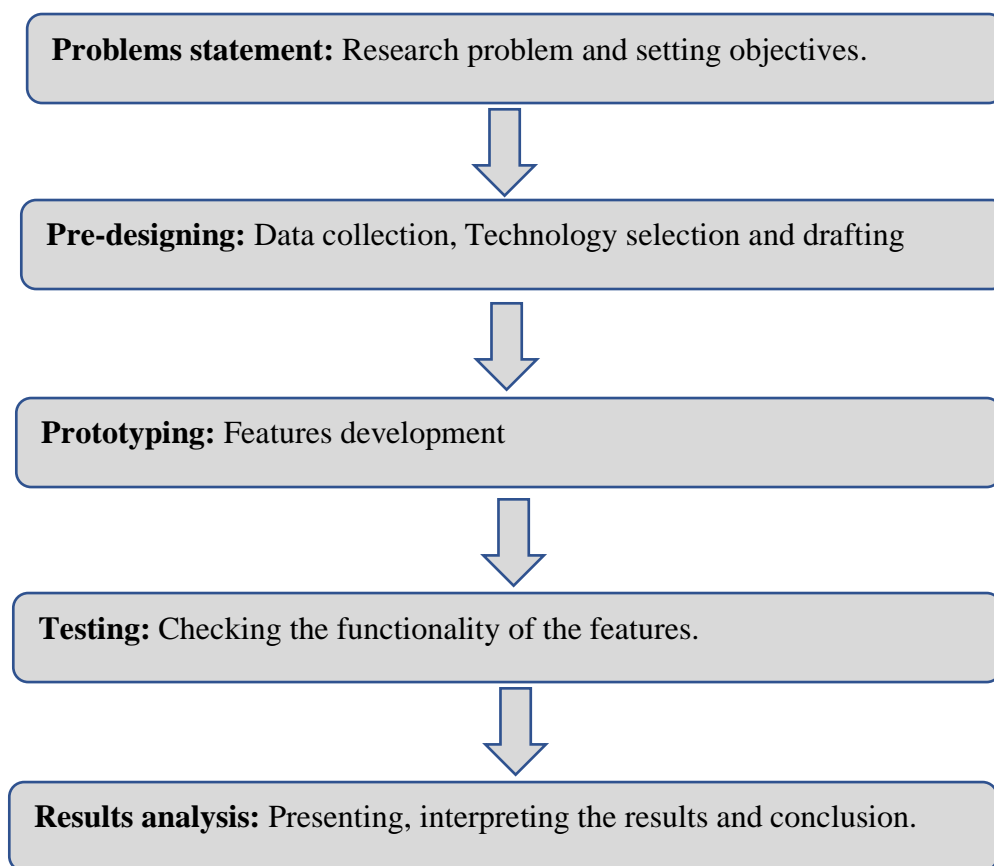 Problems statement: Research problem and setting objectives.
Pre-designing: Data collection, Technology selection and drafting
Prototyping: Features development
Testing: Checking the functionality of the features.
Results analysis: Presenting, interpreting the results and conclusion.